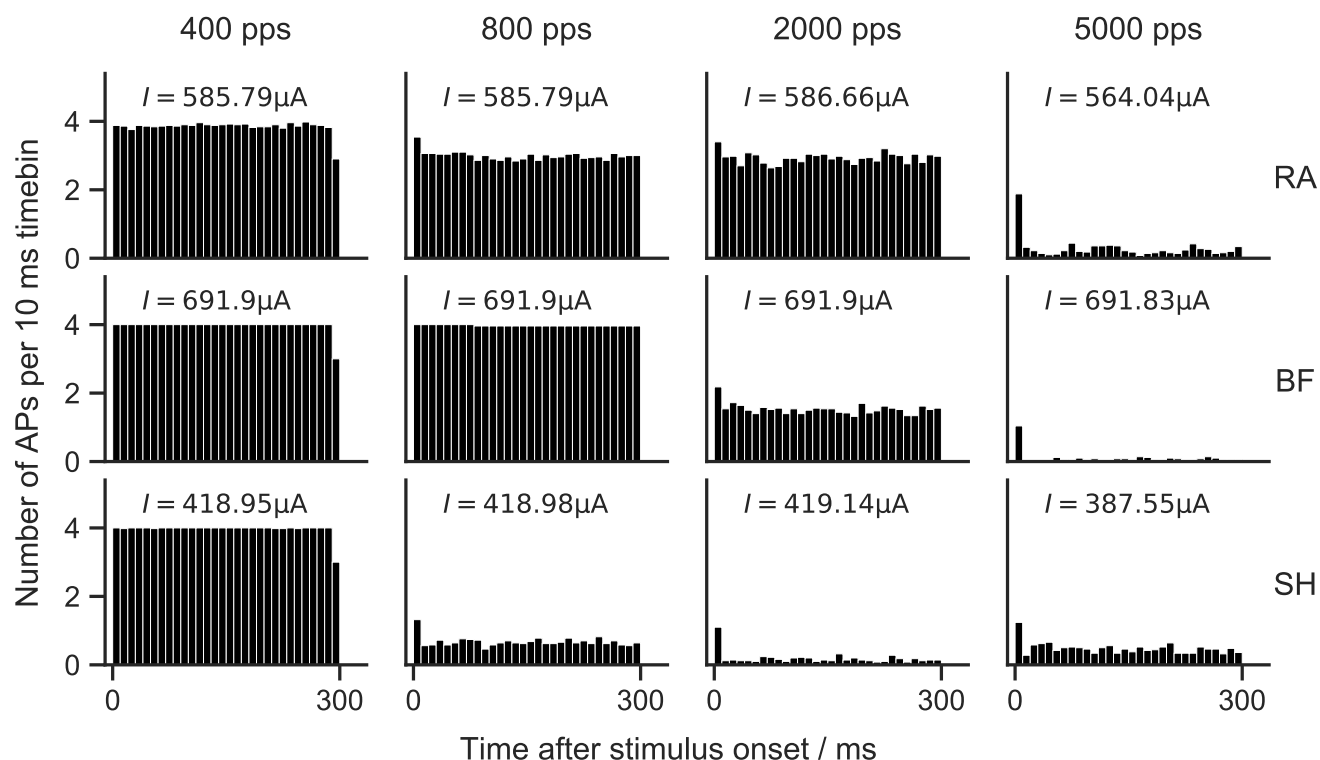 400 pps 800 pps 2000 pps 5000 pps
I = 585.79µA I = 585.79µA I = 586.66µA I = 564.04µA
4
2
0
RA
I = 691.9µA I = 691.9µA I = 691.9µA I = 691.83µA
4
2
0
BF
I = 418.95µA I = 418.98µA I = 419.14µA I = 387.55µA
4
2
0
SH
0 300 0 300 0 300 0 300
Number of APs per 10 ms timebin
Time after stimulus onset / ms